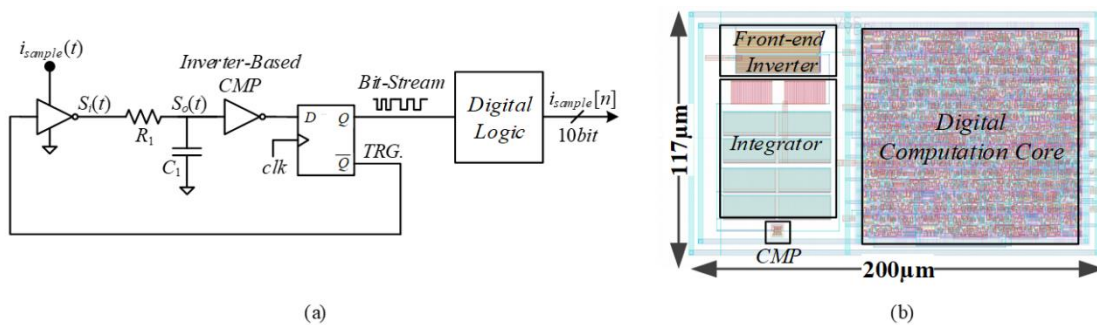 i_sample(t)
S_i(t)
R_1
S_o(t)
C_1
Inverter-Based
CMP
D
Q
clk
Q̅
TRG.
Bit-Stream
Digital
Logic
i_sample[n]
10bit
(a)
Front-end
Inverter
Integrator
CMP
Digital
Computation Core
117μm
200μm
(b)